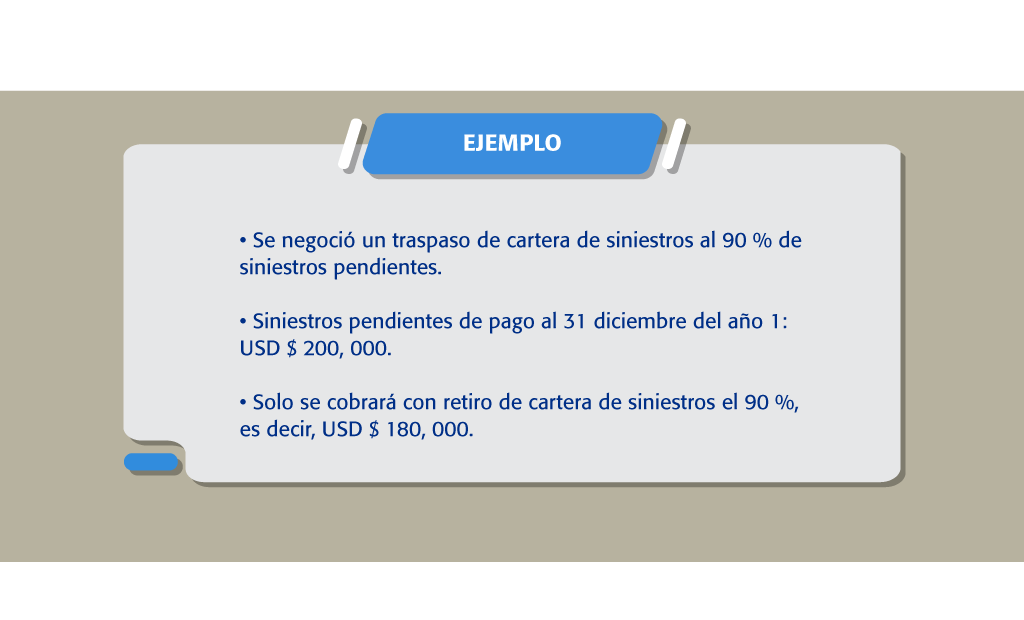 EJEMPLO
• Se negoció un traspaso de cartera de siniestros al 90 % de
siniestros pendientes.
• Siniestros pendientes de pago al 31 diciembre del año 1:
USD $ 200, 000.
• Solo se cobrará con retiro de cartera de siniestros el 90 %,
es decir, USD $ 180, 000.